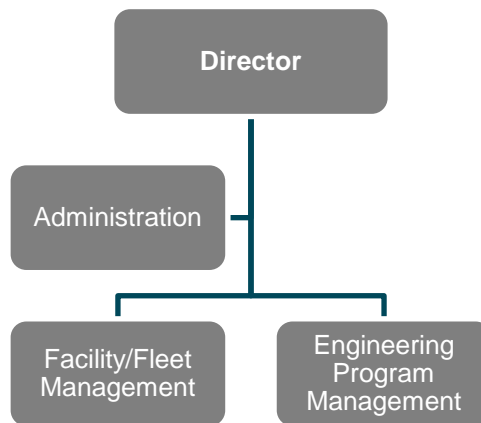 Director
Administration
Facility/Fleet
Management
Engineering
Program
Management